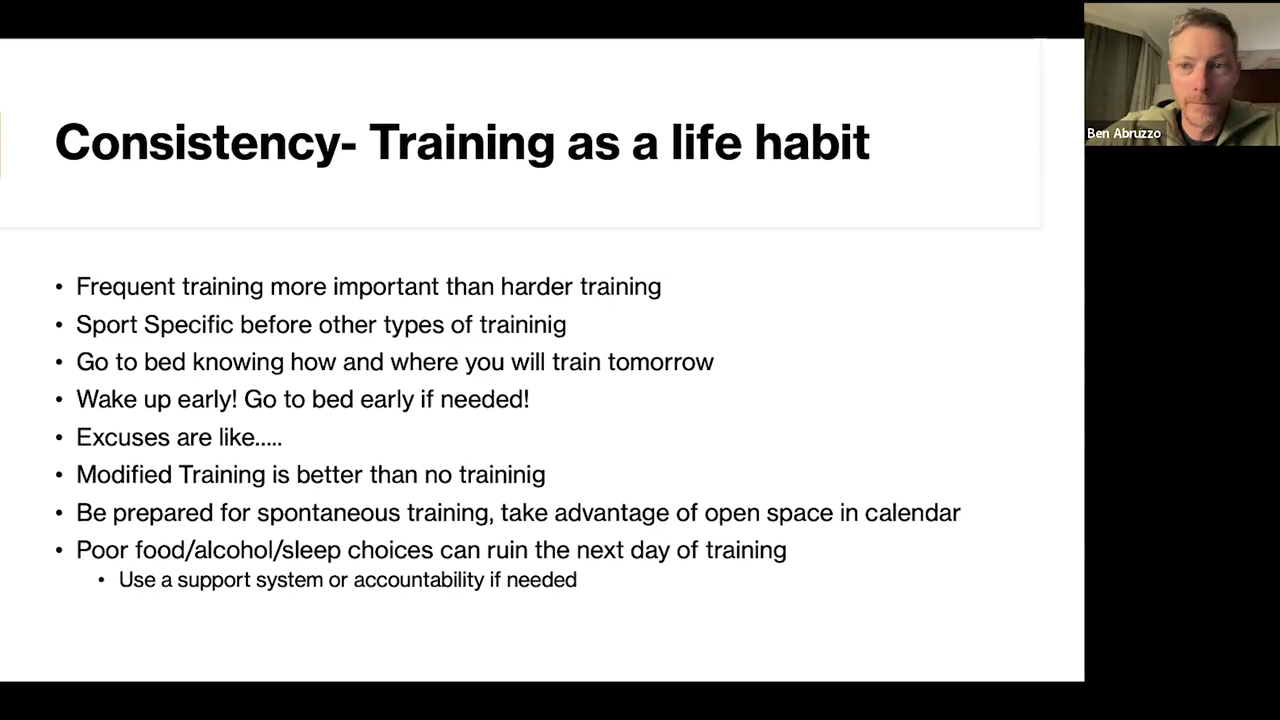 Consistency- Training as a life habit
• Frequent training more important than harder training
• Sport Specific before other types of traininig
• Go to bed knowing how and where you will train tomorrow
• Wake up early! Go to bed early if needed!
• Excuses are like.....
• Modified Training is better than no traininig
• Be prepared for spontaneous training, take advantage of open space in calendar
• Poor food/alcohol/sleep choices can ruin the next day of training
• Use a support system or accountability if needed
Ben Abruzzo